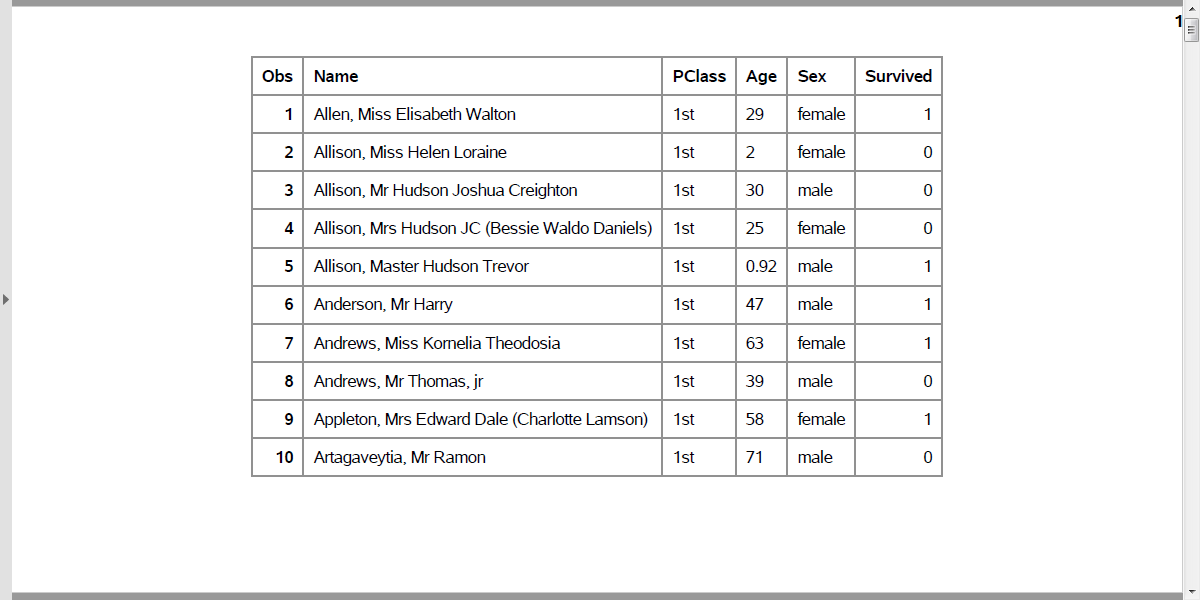 1
Obs Name PClass Age Sex Survived
1 Allen, Miss Elisabeth Walton 1st 29 female 1
2 Allison, Miss Helen Loraine 1st 2 female 0
3 Allison, Mr Hudson Joshua Creighton 1st 30 male 0
4 Allison, Mrs Hudson JC (Bessie Waldo Daniels) 1st 25 female 0
5 Allison, Master Hudson Trevor 1st 0.92 male 1
6 Anderson, Mr Harry 1st 47 male 1
7 Andrews, Miss Kornelia Theodosia 1st 63 female 1
8 Andrews, Mr Thomas, jr 1st 39 male 0
9 Appleton, Mrs Edward Dale (Charlotte Lamson) 1st 58 female 1
10 Artagaveytia, Mr Ramon 1st 71 male 0